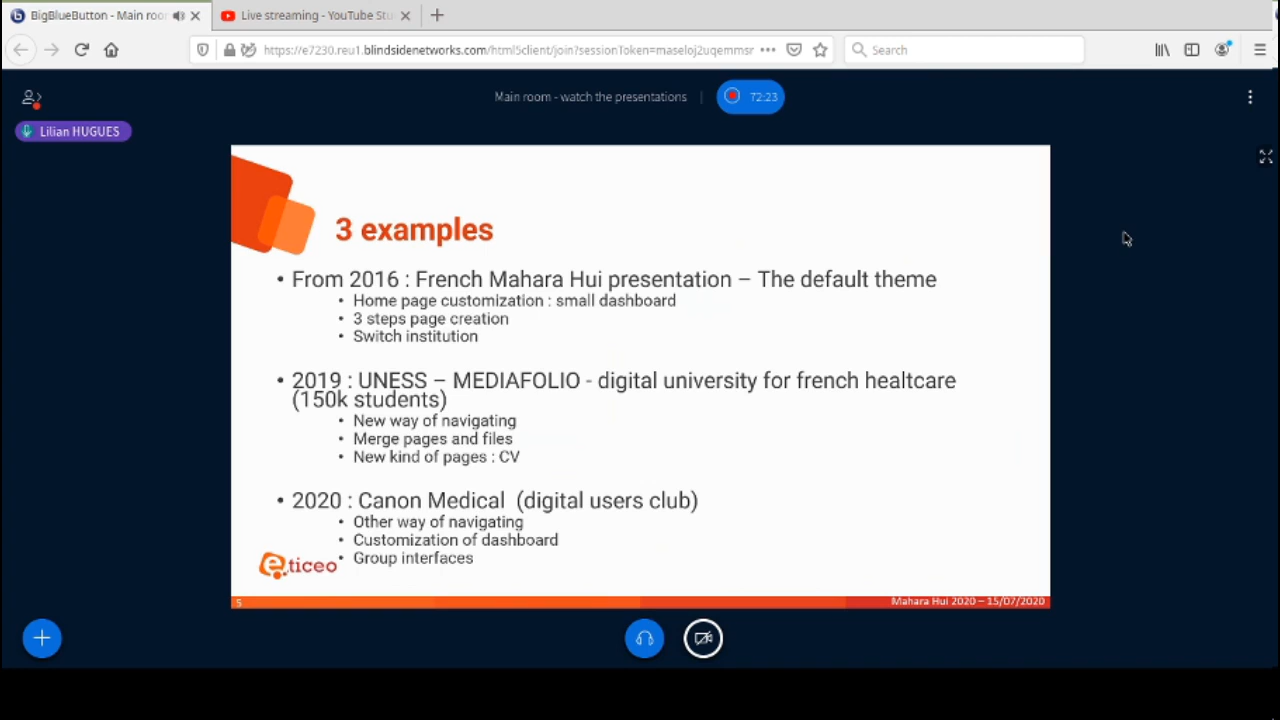 BigBlueButton - Main roo
Live streaming - YouTube Stu
https://e7230.reu1.blindsidenetworks.com/html5client/join?sessionToken=maseloj2uqemmsr
Search
Main room - watch the presentations
72:23
Lilian HUGUES
3 examples
• From 2016 : French Mahara Hui presentation – The default theme
• Home page customization : small dashboard
• 3 steps page creation
• Switch institution
• 2019 : UNESS – MEDIAFOLIO - digital university for french healtcare
(150k students)
• New way of navigating
• Merge pages and files
• New kind of pages : CV
• 2020 : Canon Medical (digital users club)
• Other way of navigating
• Customization of dashboard
• Group interfaces
e.ticeo
5
Mahara Hui 2020 – 15/07/2020